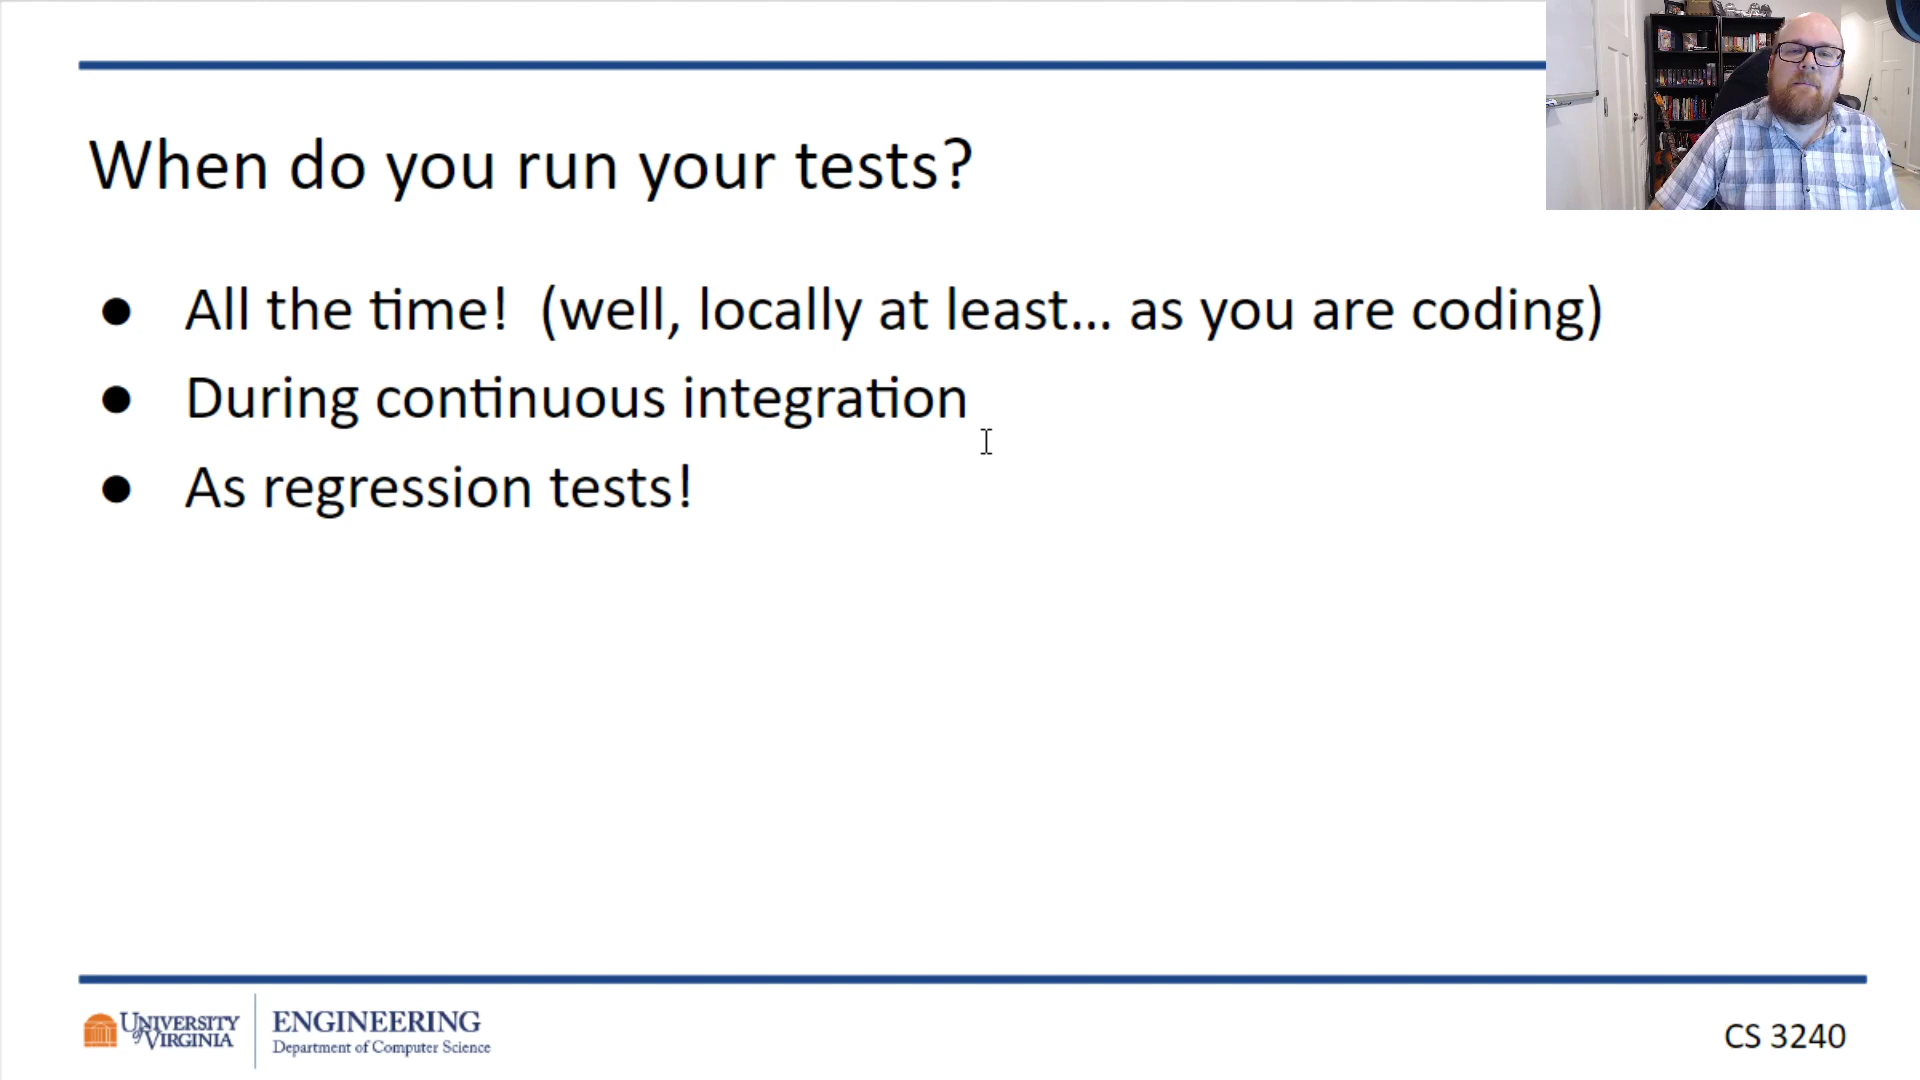 When do you run your tests?
● All the time!  (well, locally at least... as you are coding)
● During continuous integration
● As regression tests!
UNIVERSITY
of VIRGINIA
ENGINEERING
Department of Computer Science
CS 3240